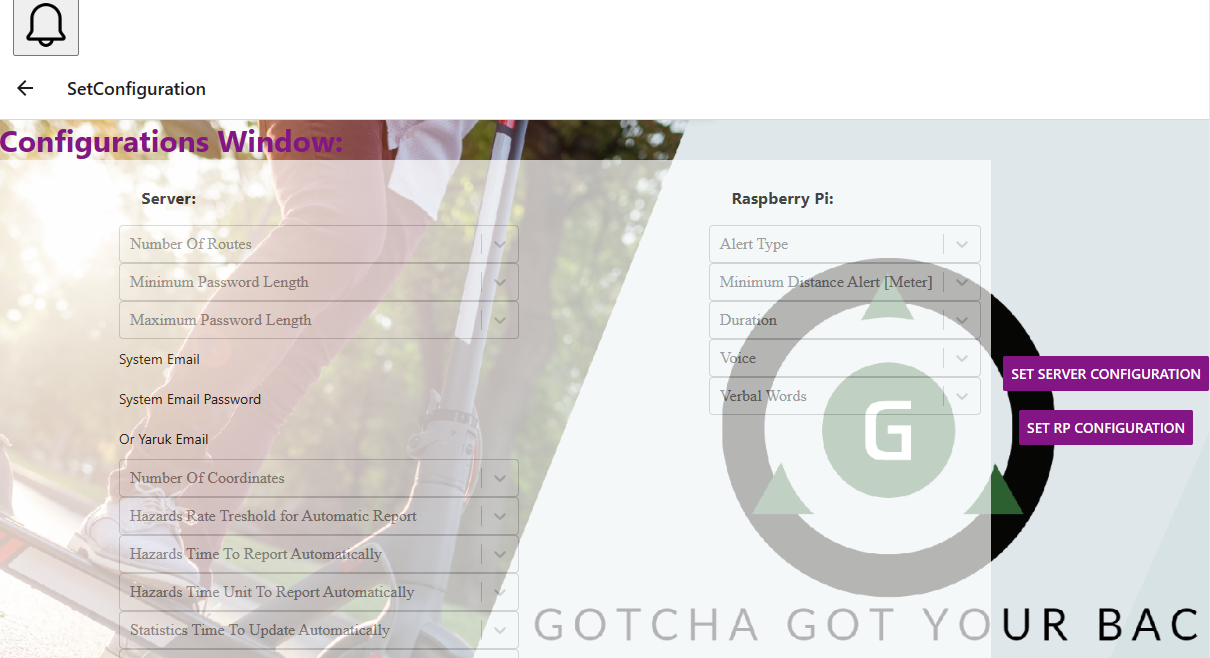 SetConfiguration
Configurations Window:
Server:
Number Of Routes
Minimum Password Length
Maximum Password Length
System Email
System Email Password
Or Yaruk Email
Number Of Coordinates
Hazards Rate Treshold for Automatic Report
Hazards Time To Report Automatically
Hazards Time Unit To Report Automatically
Statistics Time To Update Automatically
Raspberry Pi:
Alert Type
Minimum Distance Alert [Meter]
Duration
Voice
Verbal Words
SET SERVER CONFIGURATION
SET RP CONFIGURATION
G
GOTCHA GOT YOUR BAC